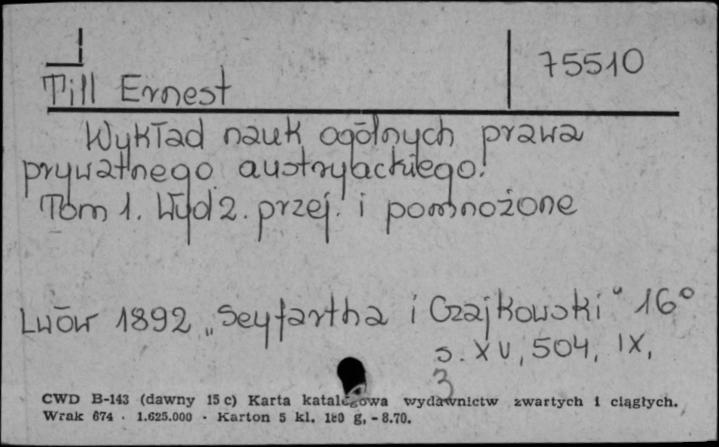 75510
Till Ernest
Wykład nauk ogólnych prawa
prywatnego austryackiego.
Tom 1. Wyd 2. przej. i pomnożone
Lwów 1892 „Seyfartha i Czajkowski" 16°
s. XV, 504, IX,
3
CWD B-143 (dawny 15 c) Karta katalogowa wydawnictw zwartych i ciągłych.
Wrak 674 · 1.625.000 · Karton 5 kl. 180 g. - 8.70.